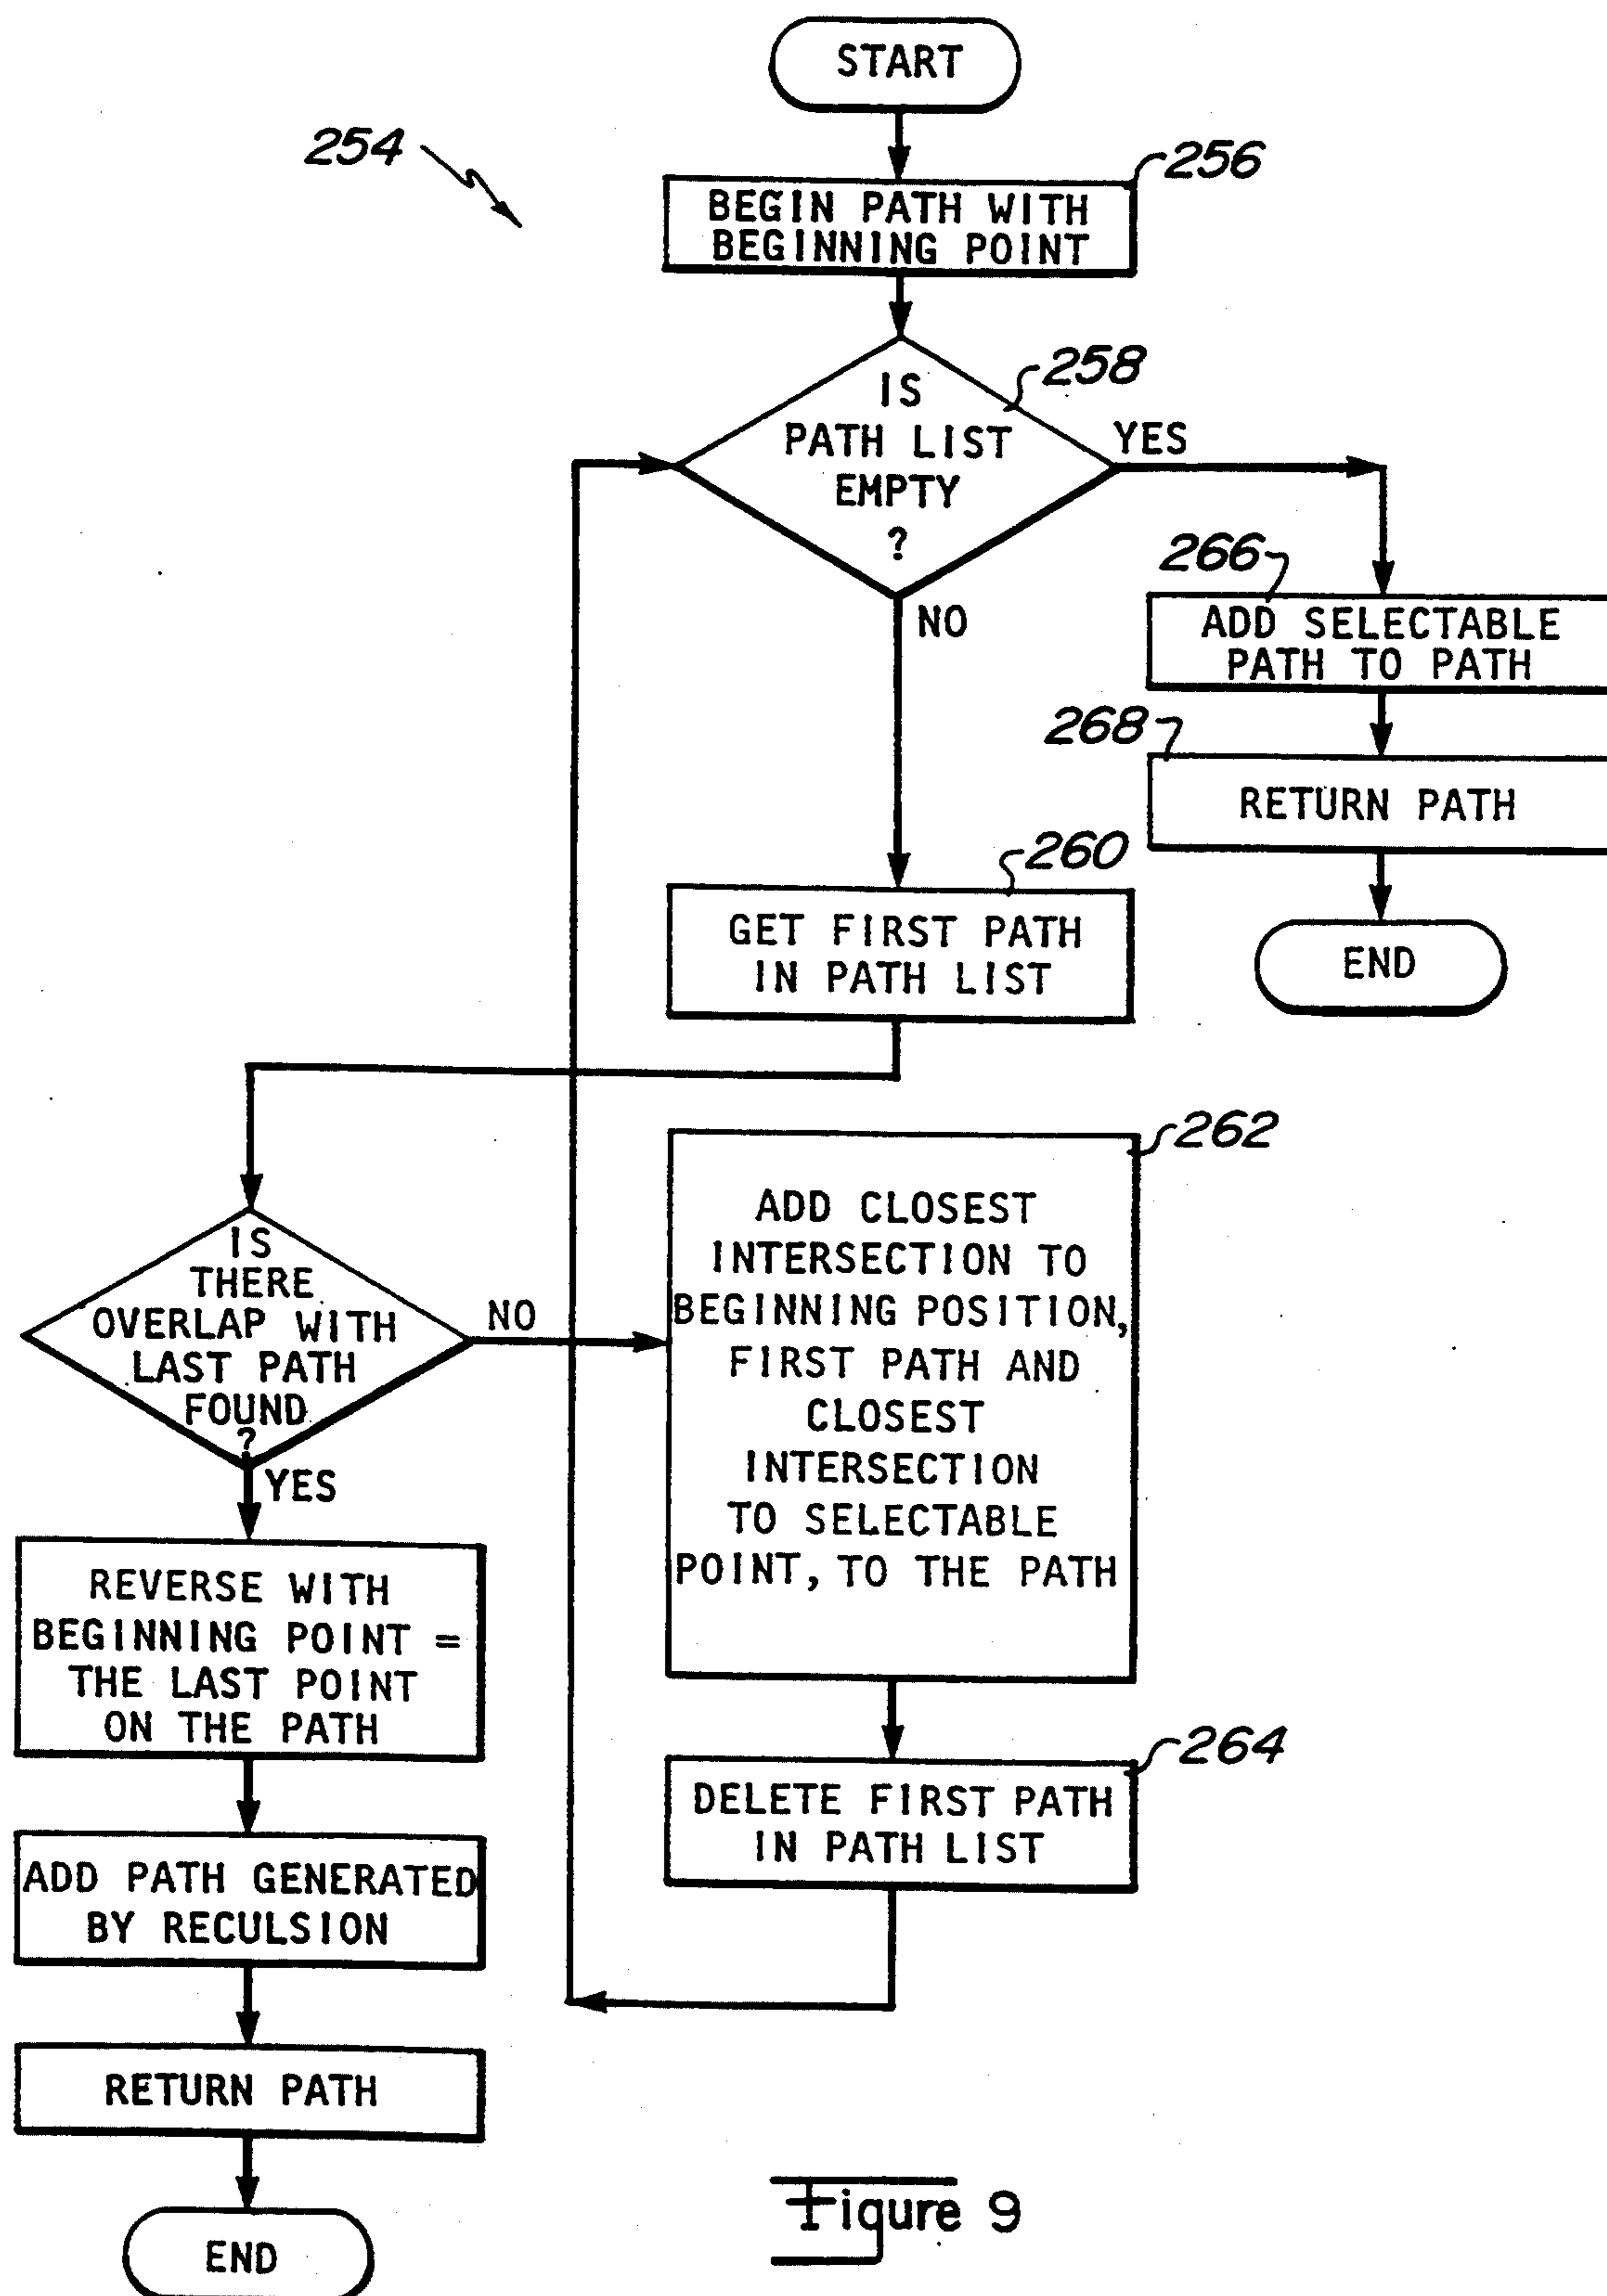 START
254
256
BEGIN PATH WITH
BEGINNING POINT
258
IS
PATH LIST
EMPTY
?
YES
NO
266
ADD SELECTABLE
PATH TO PATH
268
RETURN PATH
END
260
GET FIRST PATH
IN PATH LIST
262
ADD CLOSEST
INTERSECTION TO
BEGINNING POSITION,
FIRST PATH AND
CLOSEST
INTERSECTION
TO SELECTABLE
POINT, TO THE PATH
IS
THERE
OVERLAP WITH
LAST PATH
FOUND
?
NO
YES
REVERSE WITH
BEGINNING POINT =
THE LAST POINT
ON THE PATH
264
DELETE FIRST PATH
IN PATH LIST
ADD PATH GENERATED
BY RECULSION
RETURN PATH
END
Figure 9